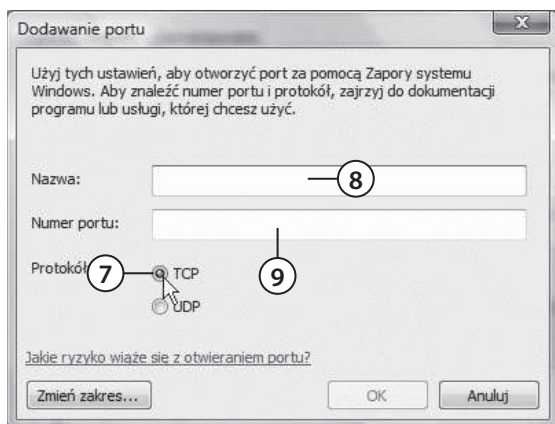 Dodawanie portu
Użyj tych ustawień, aby otworzyć port za pomocą Zapory systemu
Windows. Aby znaleźć numer portu i protokół, zajrzyj do dokumentacji
programu lub usługi, której chcesz użyć.
Nazwa: 8
Numer portu:
Protokół 7 TCP 9
UDP
Jakie ryzyko wiąże się z otwieraniem portu?
Zmień zakres... OK Anuluj